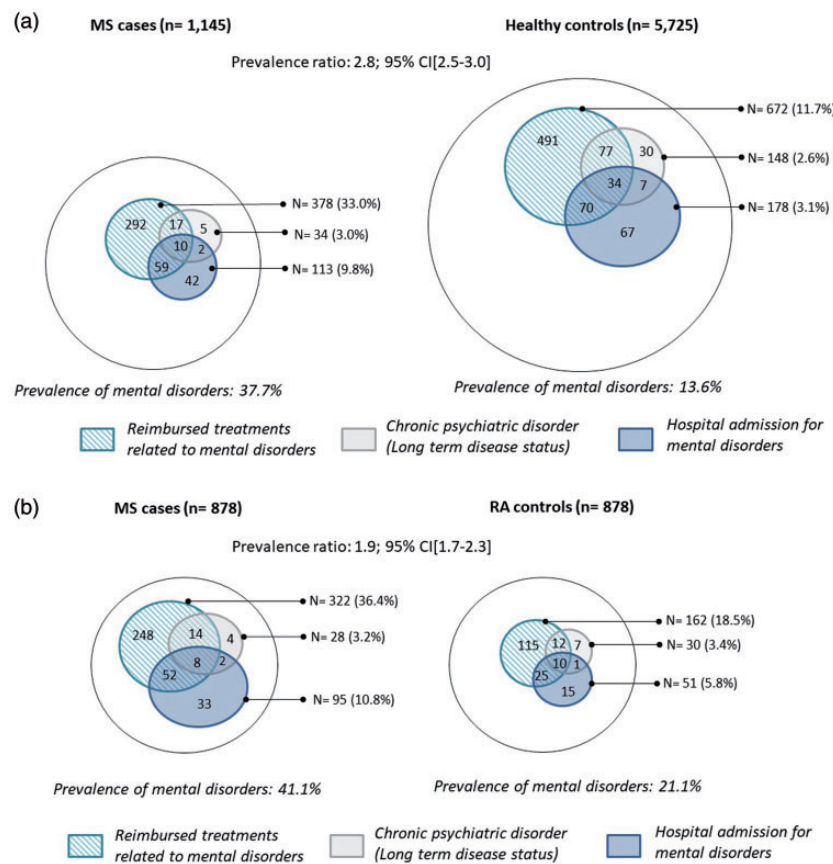 (a)
MS cases (n= 1,145)
Healthy controls (n= 5,725)
Prevalence ratio: 2.8; 95% CI[2.5-3.0]
292
17
5
10
2
59
42
N= 378 (33.0%)
N= 34 (3.0%)
N= 113 (9.8%)
491
77
30
34
7
70
67
N= 672 (11.7%)
N= 148 (2.6%)
N= 178 (3.1%)
Prevalence of mental disorders: 37.7%
Prevalence of mental disorders: 13.6%
Reimbursed treatments
related to mental disorders
Chronic psychiatric disorder
(Long term disease status)
Hospital admission for
mental disorders
(b)
MS cases (n= 878)
RA controls (n= 878)
Prevalence ratio: 1.9; 95% CI[1.7-2.3]
248
14
4
8
2
52
33
N= 322 (36.4%)
N= 28 (3.2%)
N= 95 (10.8%)
115
12
7
10
1
25
15
N= 162 (18.5%)
N= 30 (3.4%)
N= 51 (5.8%)
Prevalence of mental disorders: 41.1%
Prevalence of mental disorders: 21.1%
Reimbursed treatments
related to mental disorders
Chronic psychiatric disorder
(Long term disease status)
Hospital admission for
mental disorders